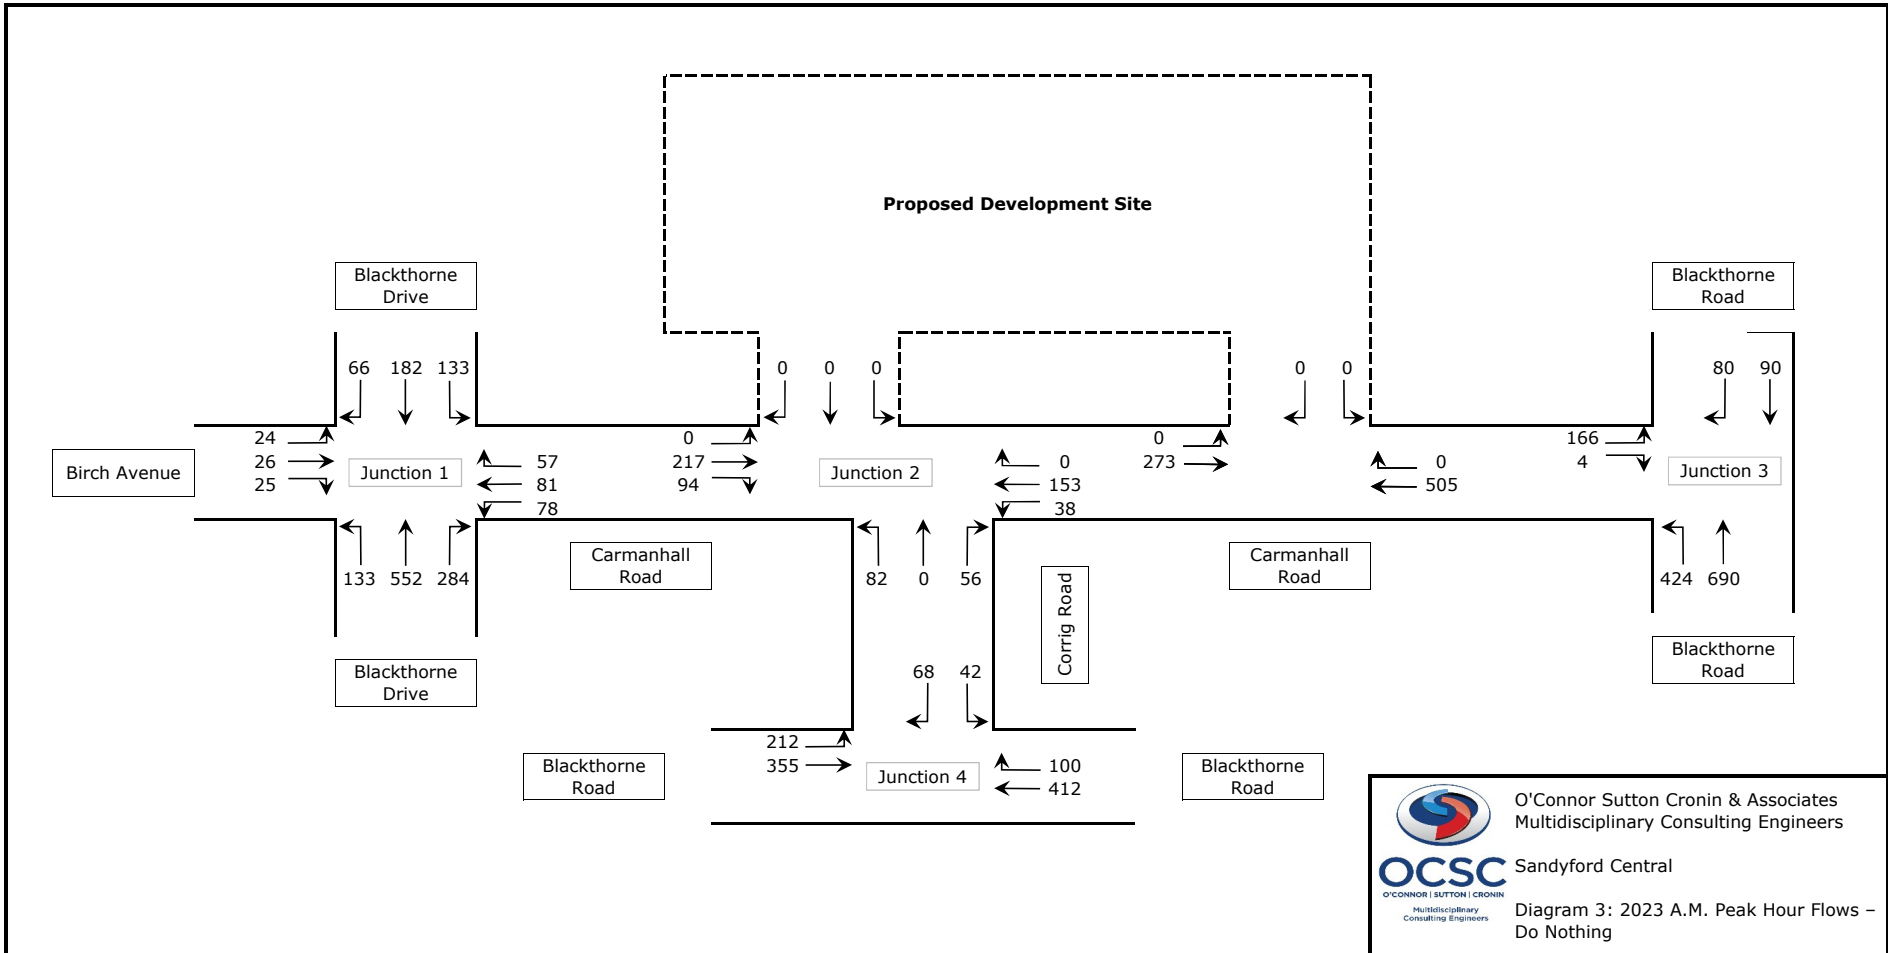 Proposed Development Site
Blackthorne
Drive
Blackthorne
Road
66 182 133
0 0 0
0 0
80 90
24
26
25
Birch Avenue
Junction 1
57
81
78
0
217
94
Junction 2
0
153
38
0
273
0
505
166
4
Junction 3
133 552 284
Carmanhall
Road
82 0 56
Corrig Road
Carmanhall
Road
424 690
Blackthorne
Drive
Blackthorne
Road
68 42
212
355
Blackthorne
Road
Junction 4
100
412
Blackthorne
Road
O'Connor Sutton Cronin & Associates
Multidisciplinary Consulting Engineers
OCSC
O'CONNOR | SUTTON | CRONIN
Multidisciplinary
Consulting Engineers
Sandyford Central
Diagram 3: 2023 A.M. Peak Hour Flows –
Do Nothing